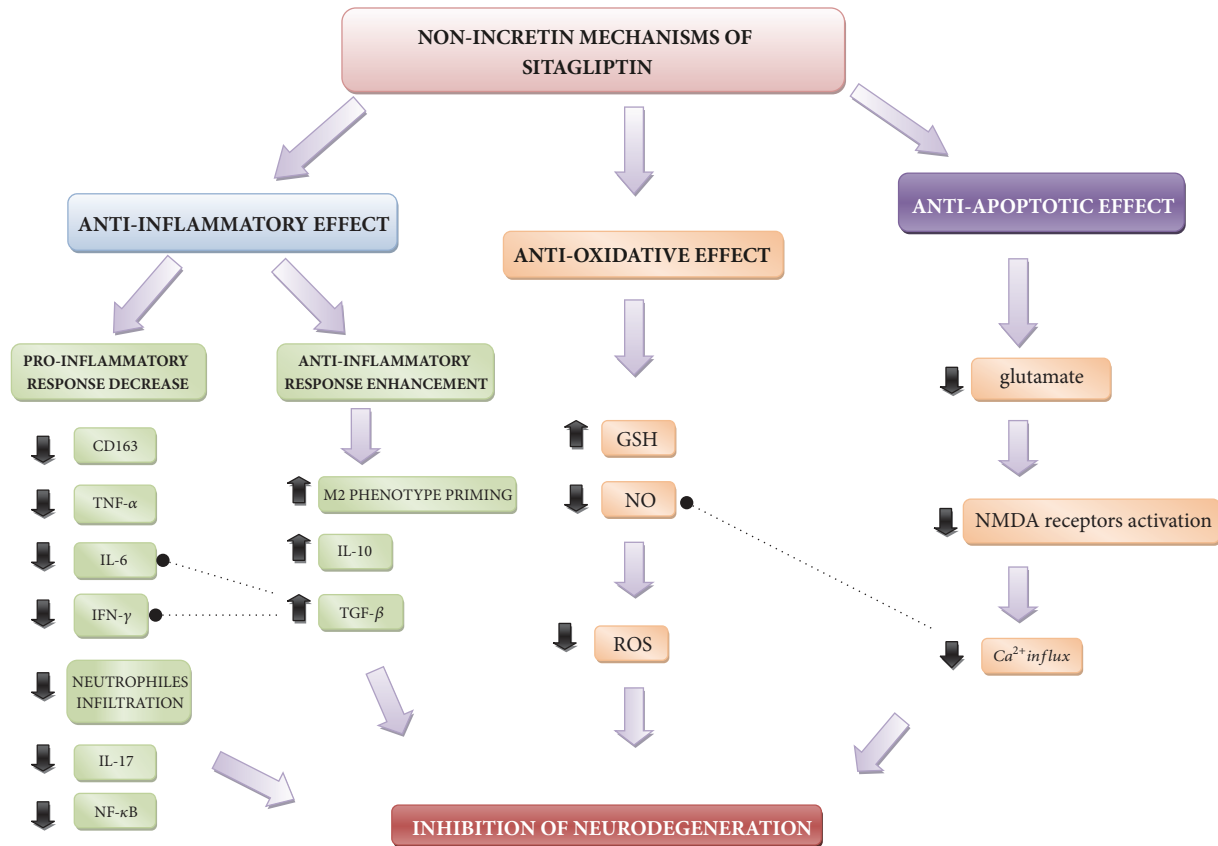 NON-INCRETIN MECHANISMS OF
SITAGLIPTIN
ANTI-INFLAMMATORY EFFECT
ANTI-OXIDATIVE EFFECT
ANTI-APOPTOTIC EFFECT
PRO-INFLAMMATORY
RESPONSE DECREASE
CD163
TNF-α
IL-6
IFN-γ
NEUTROPHILES
INFILTRATION
IL-17
NF-κB
ANTI-INFLAMMATORY
RESPONSE ENHANCEMENT
M2 PHENOTYPE PRIMING
IL-10
TGF-β
GSH
NO
ROS
glutamate
NMDA receptors activation
Ca²⁺ influx
INHIBITION OF NEURODEGENERATION